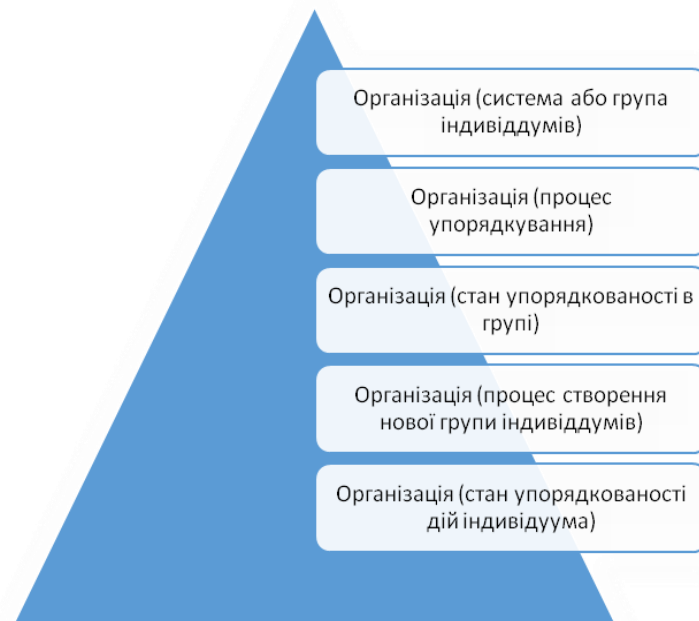 Організація (система або група
індивіддумів)
Організація (процес
упорядкування)
Організація (стан упорядкованості в
групі)
Організація (процес створення
нової групи індивіддумів)
Організація (стан упорядкованості
дій індивідуума)